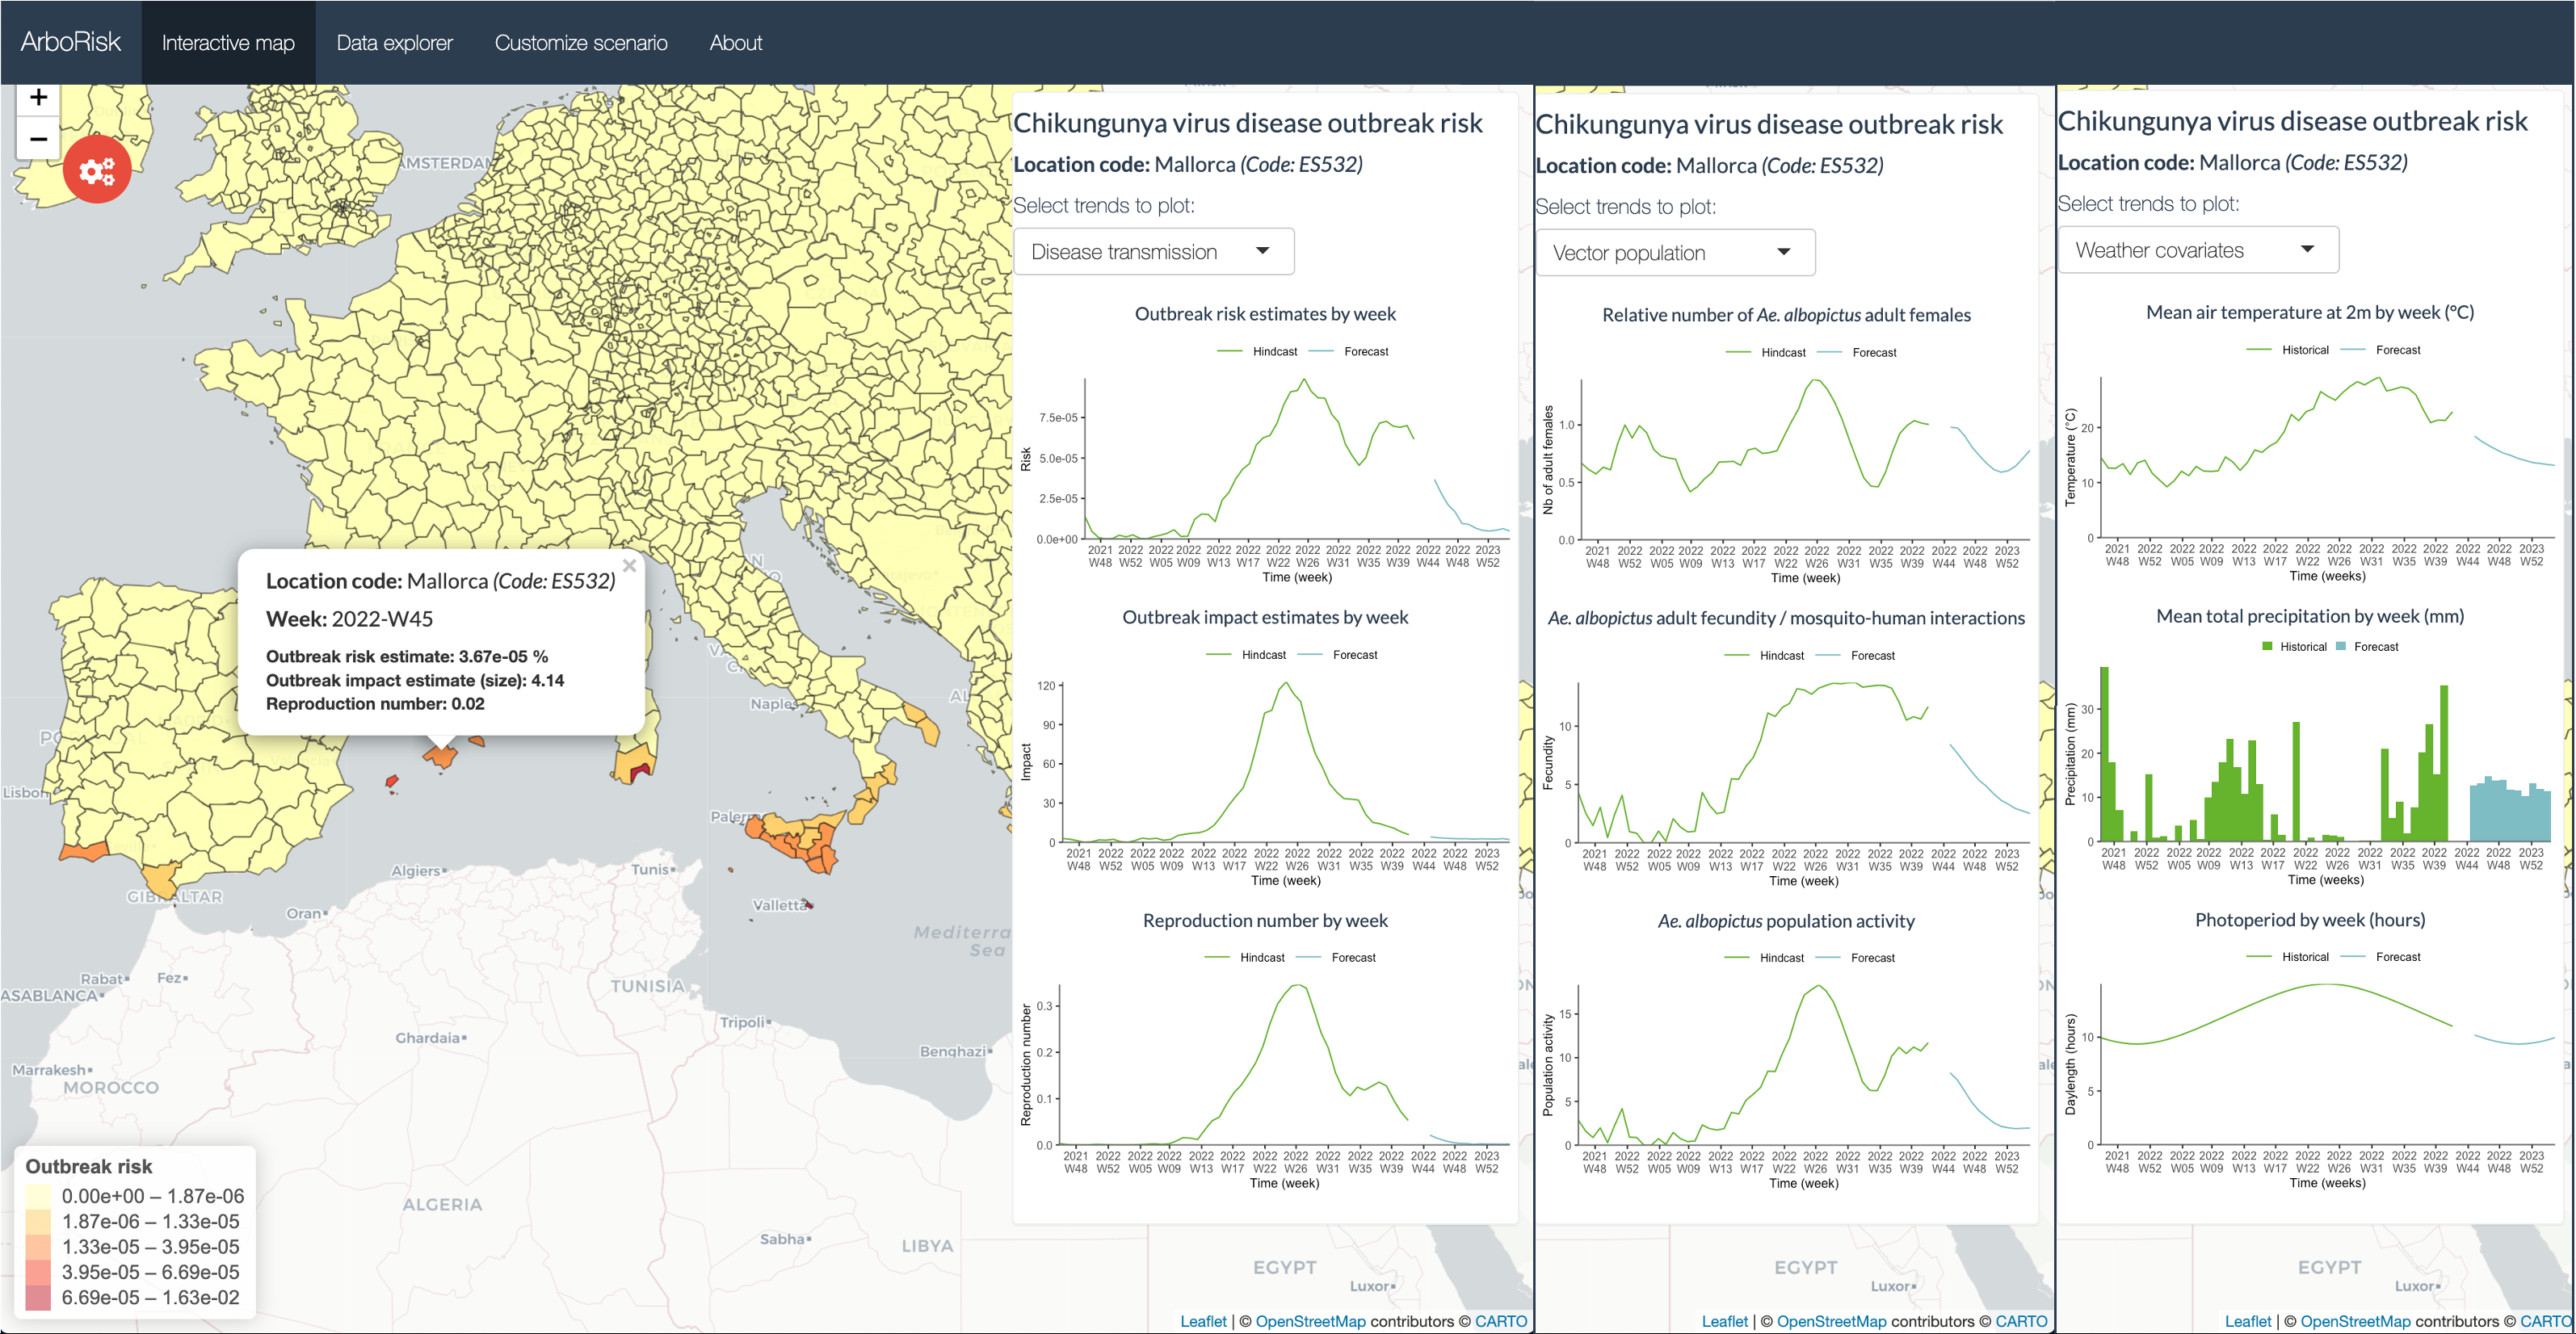 ArboRisk Interactive map Data explorer Customize scenario About
+
−
AMSTERDAM
Location code: Mallorca (Code: ES532)
×
Week: 2022-W45
Outbreak risk estimate: 3.67e-05 %
Outbreak impact estimate (size): 4.14
Reproduction number: 0.02
Naples
Lisbon
Palermo
GIBRALTAR
Algiers
Tunis
Oran
Valletta
Mediterra
Sea
Rabat
Fez
ASABLANCA
TUNISIA
Tripoli
Ghardaia
Benghazi
Marrakesh
MOROCCO
ALGERIA
Sabha
LIBYA
Outbreak risk
0.00e+00 – 1.87e-06
1.87e-06 – 1.33e-05
1.33e-05 – 3.95e-05
3.95e-05 – 6.69e-05
6.69e-05 – 1.63e-02
Chikungunya virus disease outbreak risk
Location code: Mallorca (Code: ES532)
Select trends to plot:
Disease transmission
Outbreak risk estimates by week
Hindcast Forecast
Risk
7.5e-05
5.0e-05
2.5e-05
0.0e+00
2021 2022 2022 2022 2022 2022 2022 2022 2022 2022 2022 2022 2022 2023
W48 W52 W05 W09 W13 W17 W22 W26 W31 W35 W39 W44 W48 W52
Time (week)
Outbreak impact estimates by week
Hindcast Forecast
Impact
120
90
60
30
0
2021 2022 2022 2022 2022 2022 2022 2022 2022 2022 2022 2022 2022 2023
W48 W52 W05 W09 W13 W17 W22 W26 W31 W35 W39 W44 W48 W52
Time (week)
Reproduction number by week
Hindcast Forecast
Reproduction number
0.3
0.2
0.1
0.0
2021 2022 2022 2022 2022 2022 2022 2022 2022 2022 2022 2022 2022 2023
W48 W52 W05 W09 W13 W17 W22 W26 W31 W35 W39 W44 W48 W52
Time (week)
EGYPT
Luxor
Leaflet | © OpenStreetMap contributors © CARTO
Chikungunya virus disease outbreak risk
Location code: Mallorca (Code: ES532)
Select trends to plot:
Vector population
Relative number of Ae. albopictus adult females
Hindcast Forecast
Nb of adult females
1.0
0.5
0.0
2021 2022 2022 2022 2022 2022 2022 2022 2022 2022 2022 2022 2022 2023
W48 W52 W05 W09 W13 W17 W22 W26 W31 W35 W39 W44 W48 W52
Time (week)
Ae. albopictus adult fecundity / mosquito-human interactions
Hindcast Forecast
Fecundity
10
5
0
2021 2022 2022 2022 2022 2022 2022 2022 2022 2022 2022 2022 2022 2023
W48 W52 W05 W09 W13 W17 W22 W26 W31 W35 W39 W44 W48 W52
Time (week)
Ae. albopictus population activity
Hindcast Forecast
Population activity
15
10
5
0
2021 2022 2022 2022 2022 2022 2022 2022 2022 2022 2022 2022 2022 2023
W48 W52 W05 W09 W13 W17 W22 W26 W31 W35 W39 W44 W48 W52
Time (week)
EGYPT
Luxor
Leaflet | © OpenStreetMap contributors © CARTO
Chikungunya virus disease outbreak risk
Location code: Mallorca (Code: ES532)
Select trends to plot:
Weather covariates
Mean air temperature at 2m by week (°C)
Historical Forecast
Temperature (°C)
20
10
0
2021 2022 2022 2022 2022 2022 2022 2022 2022 2022 2022 2022 2022 2023
W48 W52 W05 W09 W13 W17 W22 W26 W31 W35 W39 W44 W48 W52
Time (weeks)
Mean total precipitation by week (mm)
Historical Forecast
Precipitation (mm)
30
20
10
0
2021 2022 2022 2022 2022 2022 2022 2022 2022 2022 2022 2022 2022 2023
W48 W52 W05 W09 W13 W17 W22 W26 W31 W35 W39 W44 W48 W52
Time (weeks)
Photoperiod by week (hours)
Historical Forecast
Daylength (hours)
10
5
0
2021 2022 2022 2022 2022 2022 2022 2022 2022 2022 2022 2022 2022 2023
W48 W52 W05 W09 W13 W17 W22 W26 W31 W35 W39 W44 W48 W52
Time (weeks)
EGYPT
Luxor
Leaflet | © OpenStreetMap contributors © CARTO